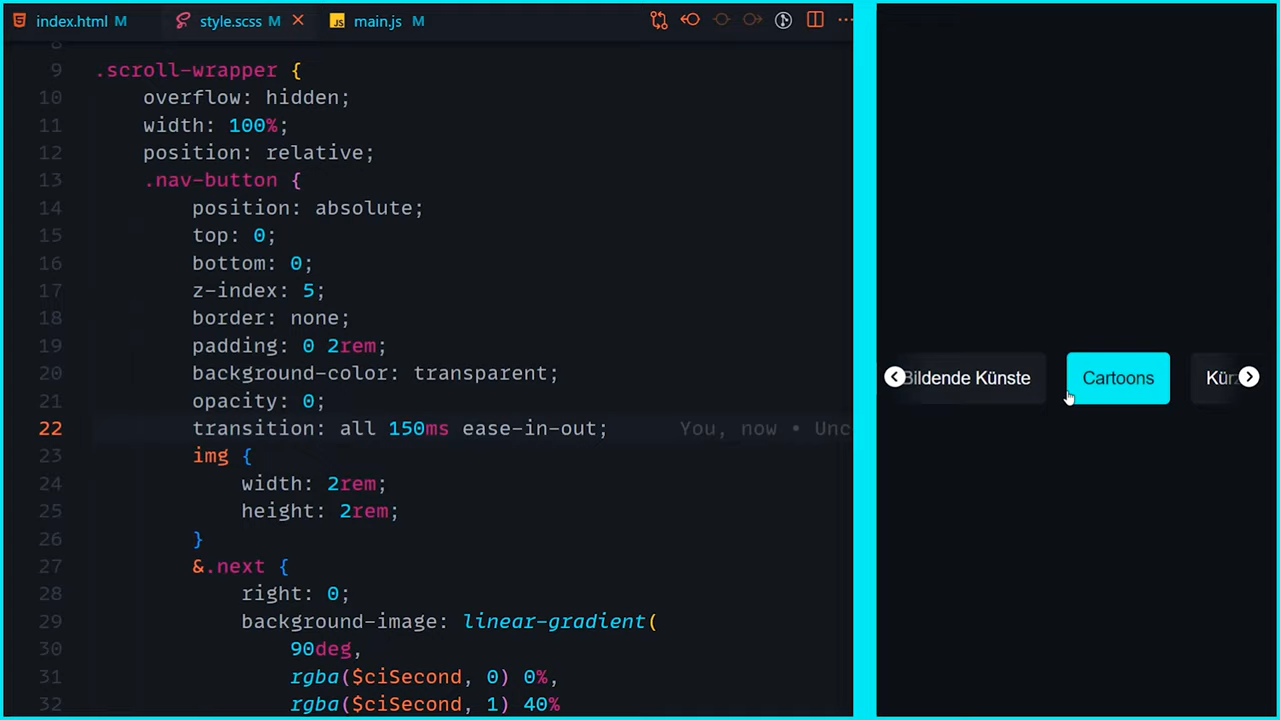 index.html M
style.scss M
JS main.js M
8
9 .scroll-wrapper {
10 overflow: hidden;
11 width: 100%;
12 position: relative;
13 .nav-button {
14 position: absolute;
15 top: 0;
16 bottom: 0;
17 z-index: 5;
18 border: none;
19 padding: 0 2rem;
20 background-color: transparent;
21 opacity: 0;
22 transition: all 150ms ease-in-out; You, now • Unc
23 img {
24 width: 2rem;
25 height: 2rem;
26 }
27 &.next {
28 right: 0;
29 background-image: linear-gradient(
30 90deg,
31 rgba($ciSecond, 0) 0%,
32 rgba($ciSecond, 1) 40%
Bildende Künste
Cartoons
Kür